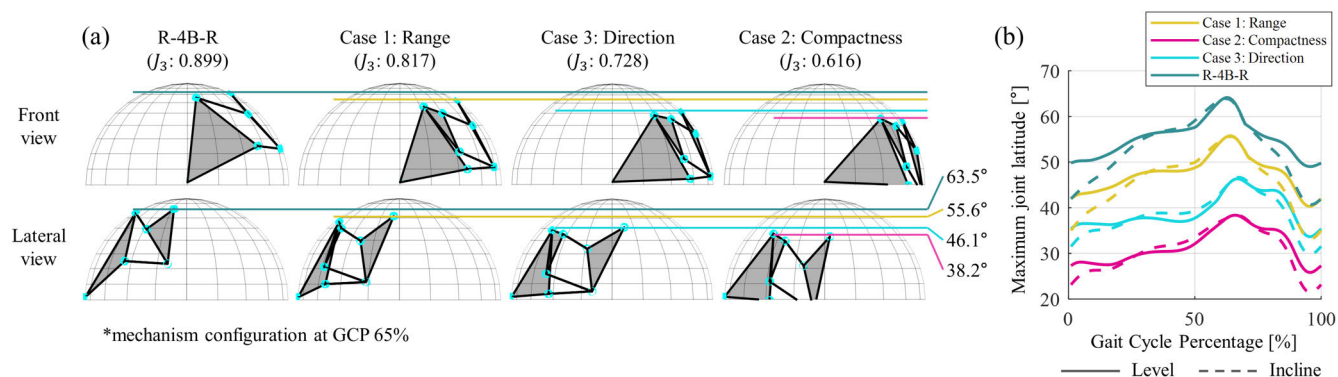 (a)
R-4B-R
(J₃: 0.899)
Case 1: Range
(J₃: 0.817)
Case 3: Direction
(J₃: 0.728)
Case 2: Compactness
(J₃: 0.616)
Front
view
Lateral
view
63.5°
55.6°
46.1°
38.2°
*mechanism configuration at GCP 65%
(b)
Case 1: Range
Case 2: Compactness
Case 3: Direction
R-4B-R
Maximum joint latitude [°]
70
60
50
40
30
20
0
50
100
Gait Cycle Percentage [%]
Level
Incline